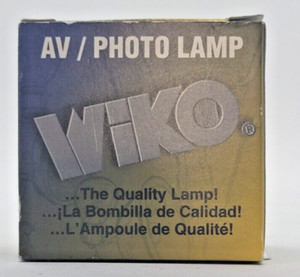 AV / PHOTO LAMP
WiKO®
...The Quality Lamp!
...¡La Bombilla de Calidad!
...L'Ampoule de Qualité!